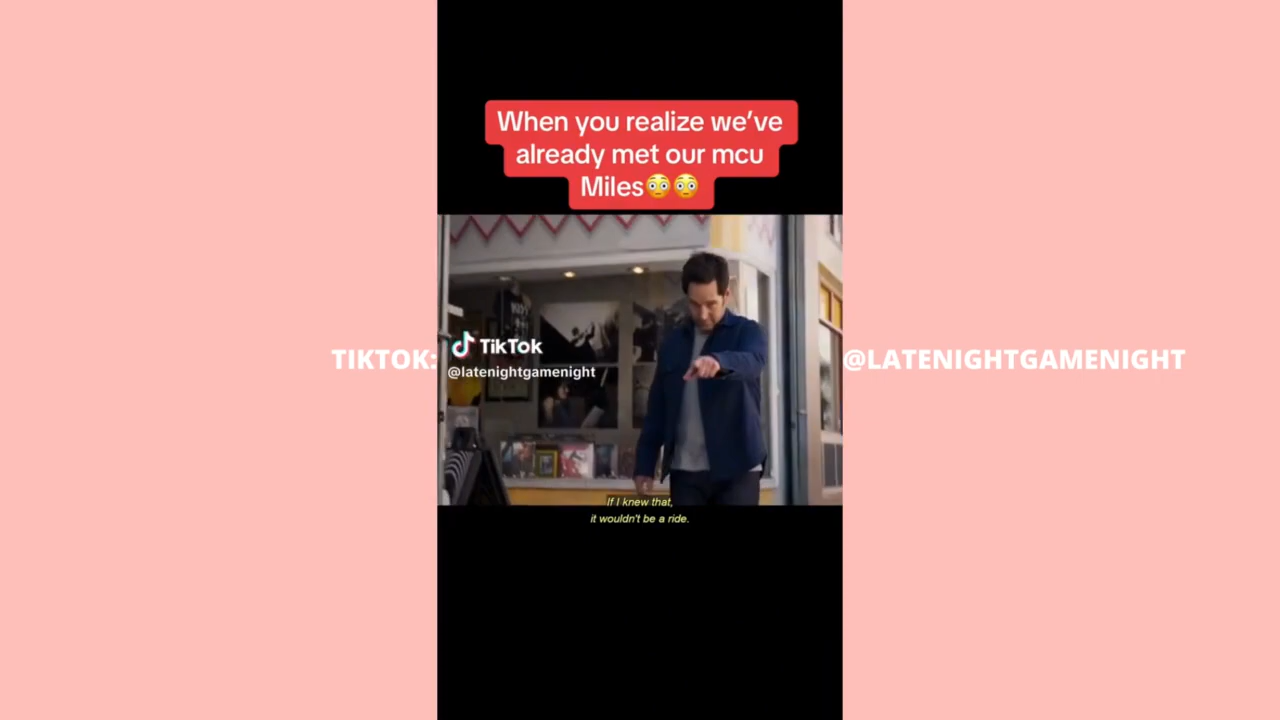 When you realize we've
already met our mcu
Miles😳😳
TikTok
@latenightgamenight
TIKTOK:
@LATENIGHTGAMENIGHT
If I knew that,
it wouldn't be a ride.